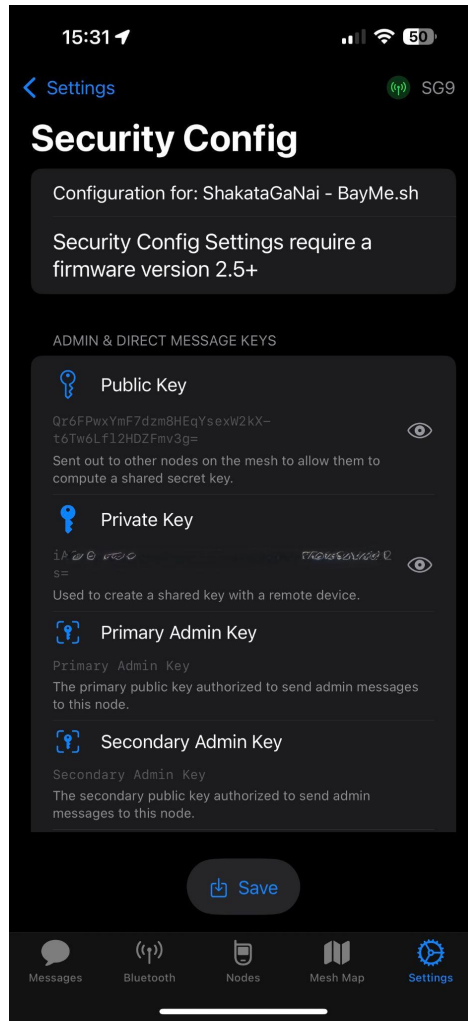 15:31
50
Settings
SG9
Security Config
Configuration for: ShakataGaNai - BayMe.sh
Security Config Settings require a
firmware version 2.5+
ADMIN & DIRECT MESSAGE KEYS
Public Key
Qr6FPwxYmF7dzm8HEqYsexW2kX-
t6Tw6Lfl2HDZFmv3g=
Sent out to other nodes on the mesh to allow them to
compute a shared secret key.
Private Key
s=
Used to create a shared key with a remote device.
Primary Admin Key
Primary Admin Key
The primary public key authorized to send admin messages
to this node.
Secondary Admin Key
Secondary Admin Key
The secondary public key authorized to send admin
messages to this node.
Save
Messages
Bluetooth
Nodes
Mesh Map
Settings